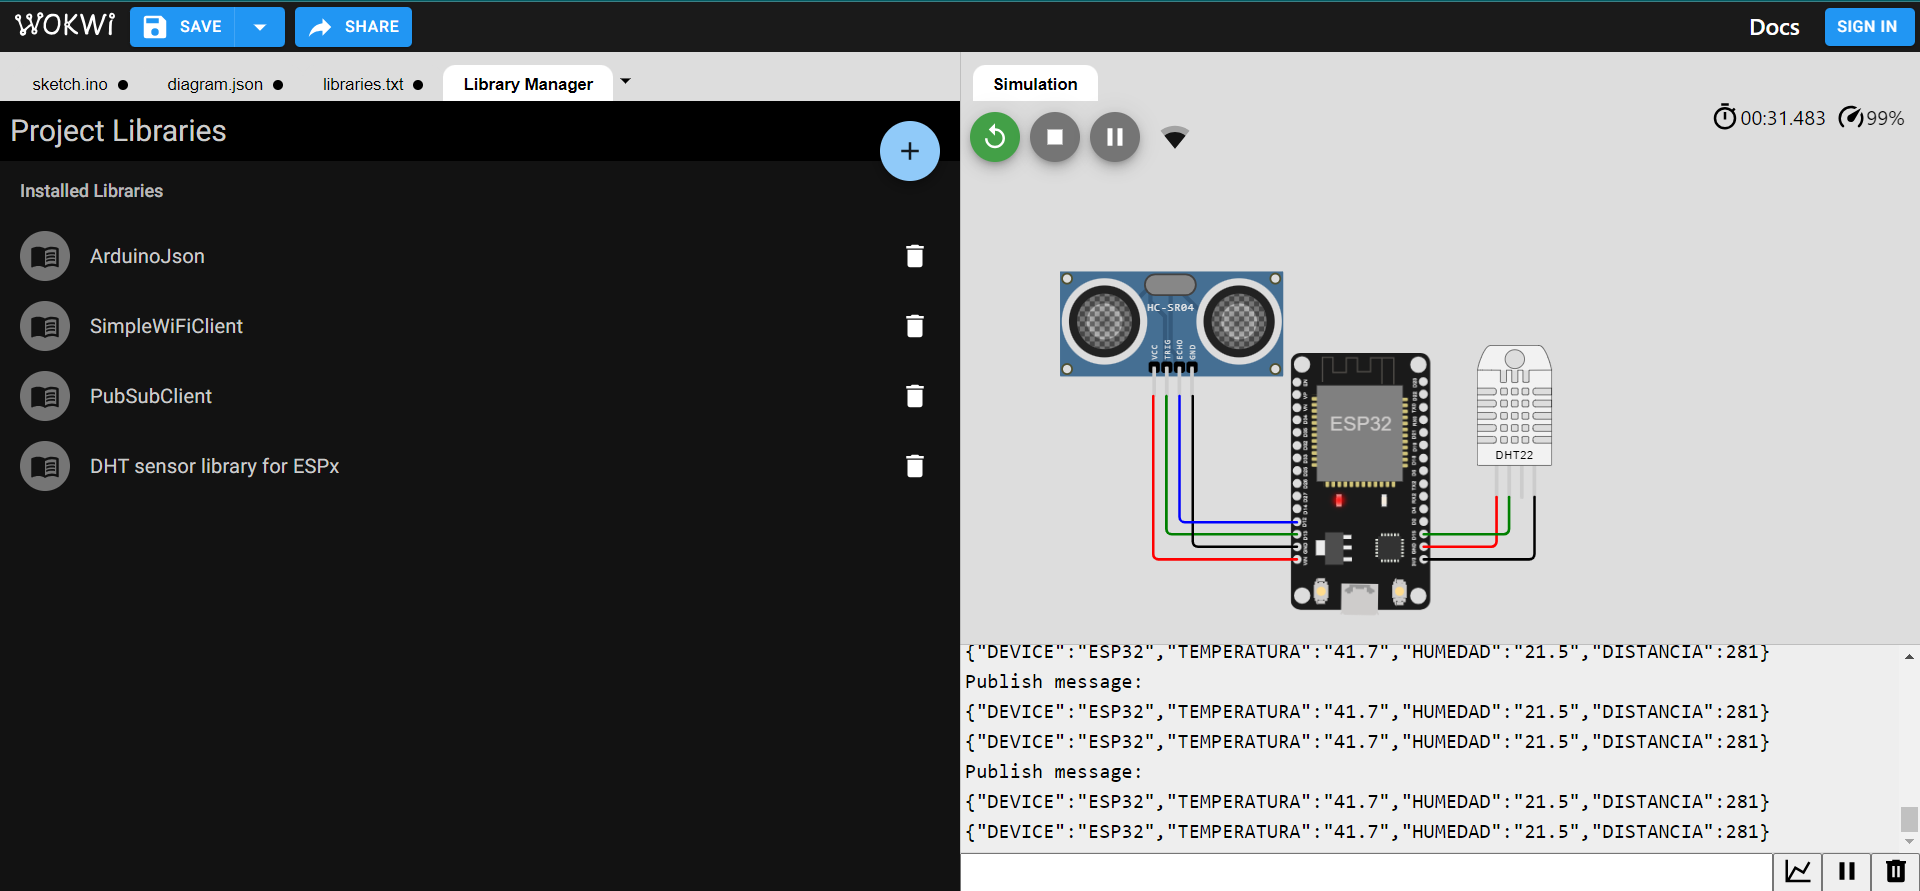 WOKWi
SAVE
SHARE
Docs
SIGN IN
sketch.ino
diagram.json
libraries.txt
Library Manager
Project Libraries
Installed Libraries
ArduinoJson
SimpleWiFiClient
PubSubClient
DHT sensor library for ESPx
Simulation
00:31.483
99%
HC-SR04
VCC
TRIG
ECHO
GND
ESP32
DHT22
{"DEVICE":"ESP32","TEMPERATURA":"41.7","HUMEDAD":"21.5","DISTANCIA":281}
Publish message:
{"DEVICE":"ESP32","TEMPERATURA":"41.7","HUMEDAD":"21.5","DISTANCIA":281}
{"DEVICE":"ESP32","TEMPERATURA":"41.7","HUMEDAD":"21.5","DISTANCIA":281}
Publish message:
{"DEVICE":"ESP32","TEMPERATURA":"41.7","HUMEDAD":"21.5","DISTANCIA":281}
{"DEVICE":"ESP32","TEMPERATURA":"41.7","HUMEDAD":"21.5","DISTANCIA":281}